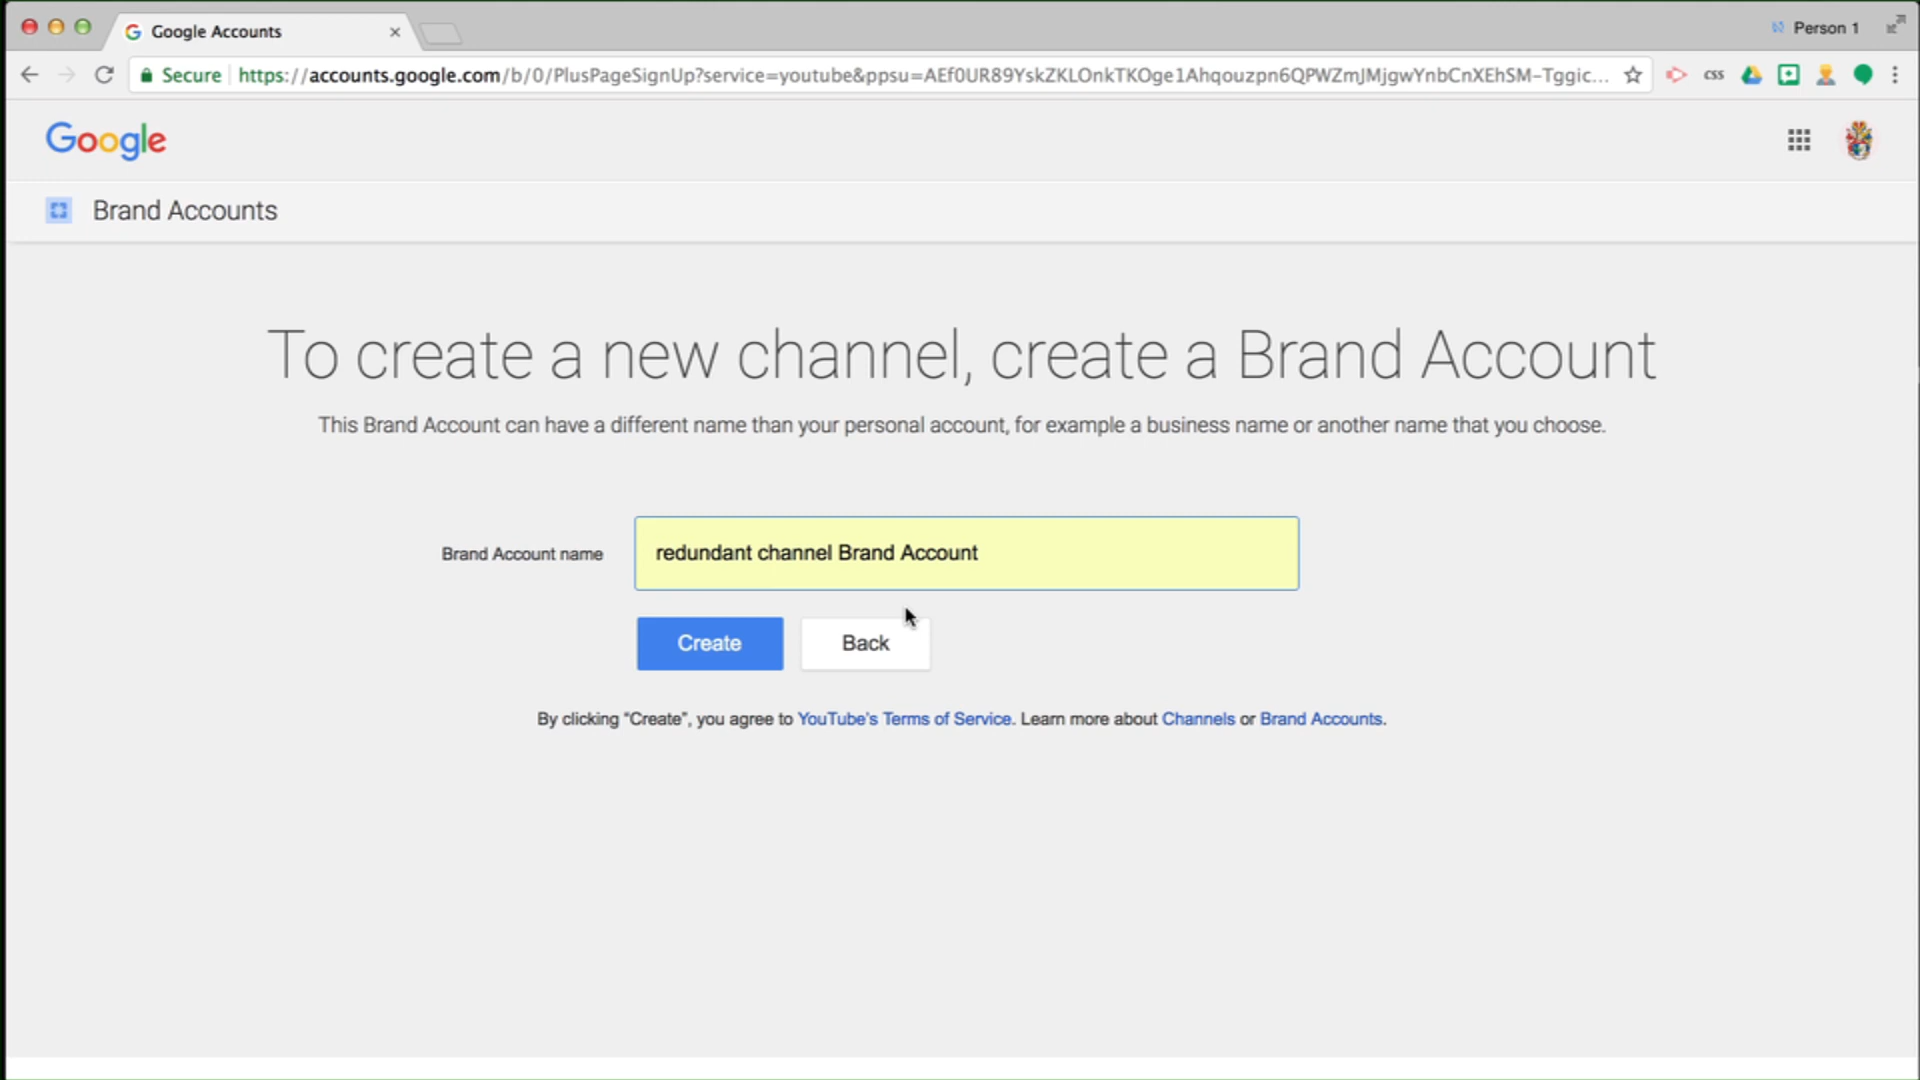 Google Accounts
Person 1
Secure https://accounts.google.com/b/0/PlusPageSignUp?service=youtube&ppsu=AEf0UR89YskZKLOnkTKOge1Ahqouzpn6QPWZmJMjgwYnbCnXEhSM-Tggic...
css
Google
Brand Accounts
To create a new channel, create a Brand Account
This Brand Account can have a different name than your personal account, for example a business name or another name that you choose.
Brand Account name
redundant channel Brand Account
Create Back
By clicking "Create", you agree to YouTube's Terms of Service. Learn more about Channels or Brand Accounts.